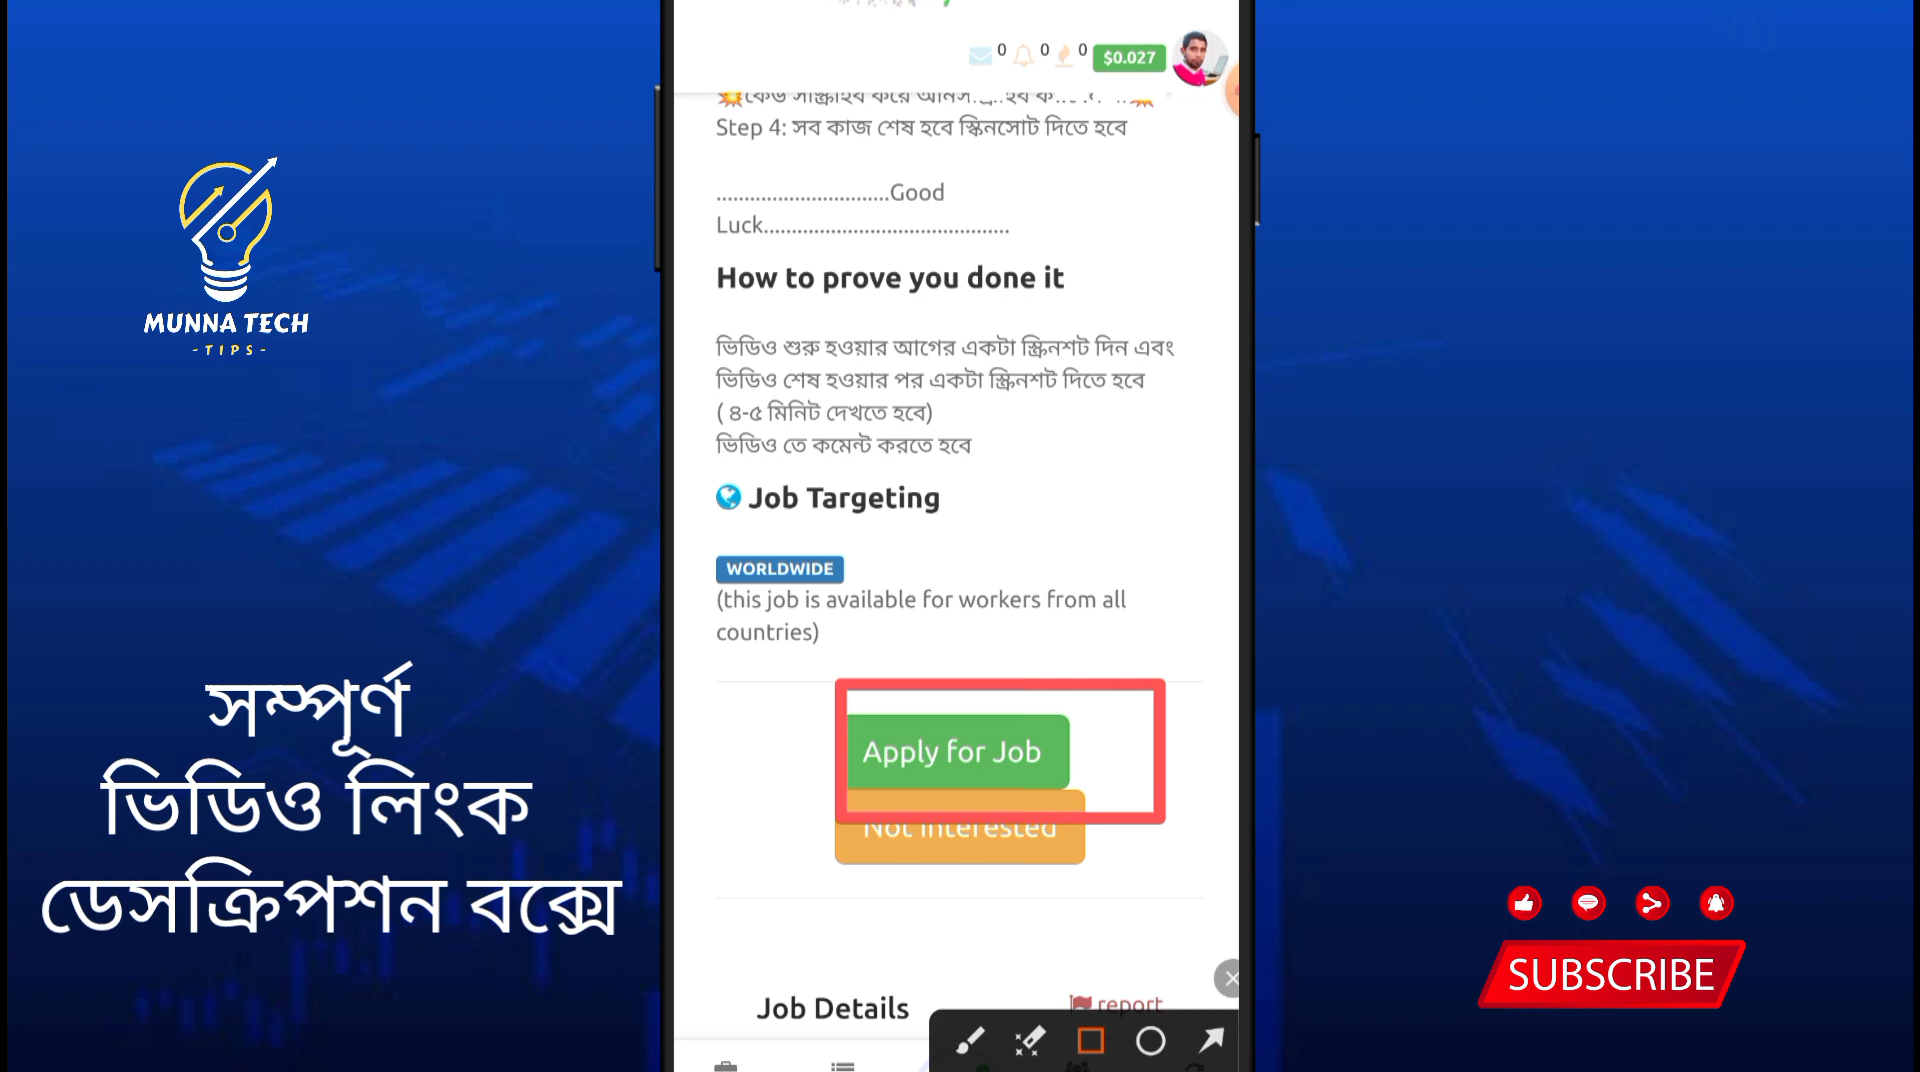 0 0 0 $0.027
Step 4: সব কাজ শেষ হবে স্কিনসোট দিতে হবে
...............................Good
Luck............................................
How to prove you done it
ভিডিও শুরু হওয়ার আগের একটা স্ক্রিনশট দিন এবং
ভিডিও শেষ হওয়ার পর একটা স্ক্রিনশট দিতে হবে
( ৪-৫ মিনিট দেখতে হবে)
ভিডিও তে কমেন্ট করতে হবে
Job Targeting
WORLDWIDE
(this job is available for workers from all
countries)
Apply for Job
Not Interested
Job Details
report
MUNNA TECH
- TIPS -
সম্পূর্ণ
ভিডিও লিংক
ডেসক্রিপশন বক্সে
SUBSCRIBE